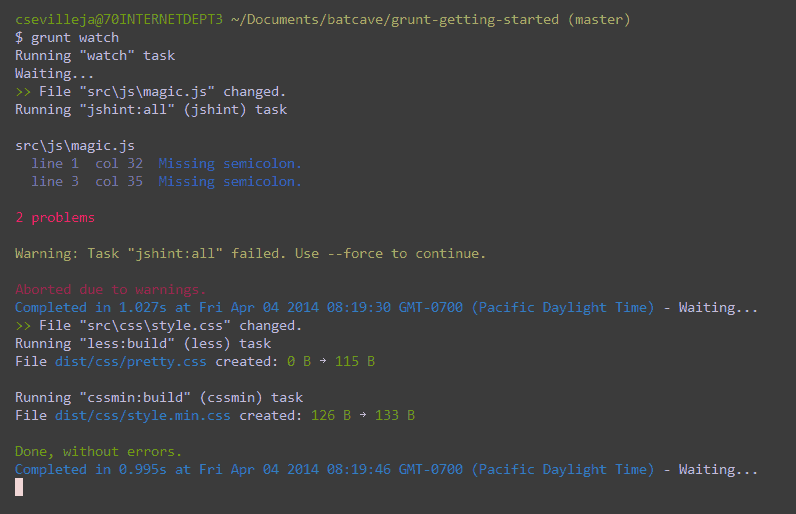 csevilleja@70INTERNETDEPT3 ~/Documents/batcave/grunt-getting-started (master)
$ grunt watch
Running "watch" task
Waiting...
>> File "src\js\magic.js" changed.
Running "jshint:all" (jshint) task
src\js\magic.js
line 1  col 32  Missing semicolon.
line 3  col 35  Missing semicolon.
2 problems
Warning: Task "jshint:all" failed. Use --force to continue.
Aborted due to warnings.
Completed in 1.027s at Fri Apr 04 2014 08:19:30 GMT-0700 (Pacific Daylight Time) - Waiting...
>> File "src\css\style.css" changed.
Running "less:build" (less) task
File dist/css/pretty.css created: 0 B → 115 B
Running "cssmin:build" (cssmin) task
File dist/css/style.min.css created: 126 B → 133 B
Done, without errors.
Completed in 0.995s at Fri Apr 04 2014 08:19:46 GMT-0700 (Pacific Daylight Time) - Waiting...